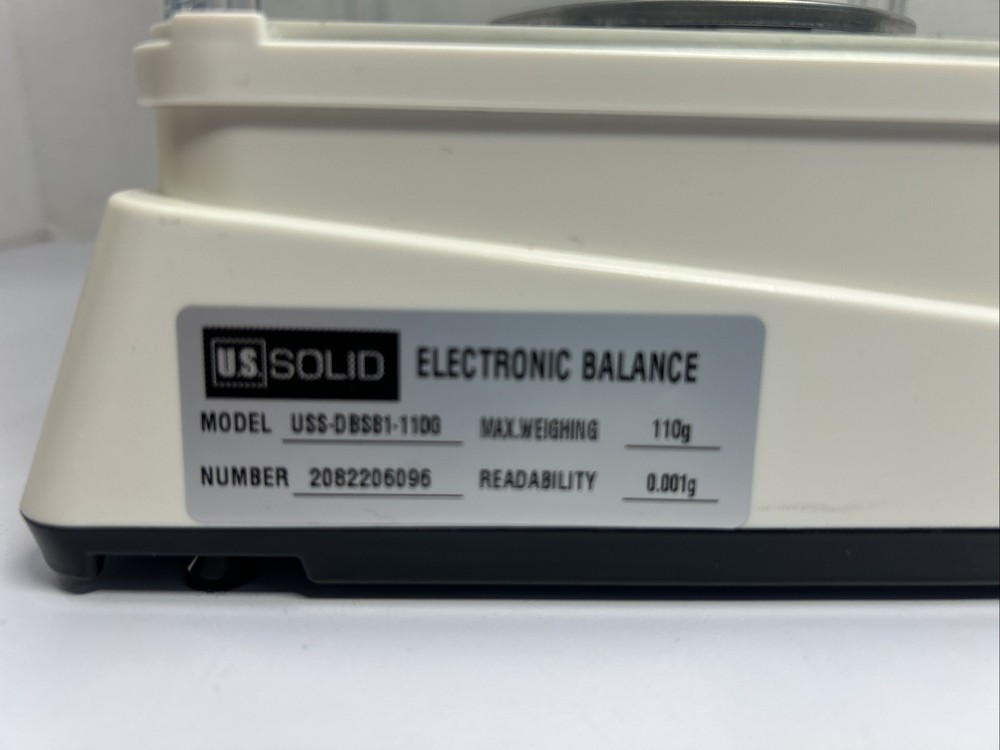 U.S. SOLID ELECTRONIC BALANCE
MODEL USS-DBS81-110G MAX.WEIGHING 110g
NUMBER 2082206096 READABILITY 0.001g